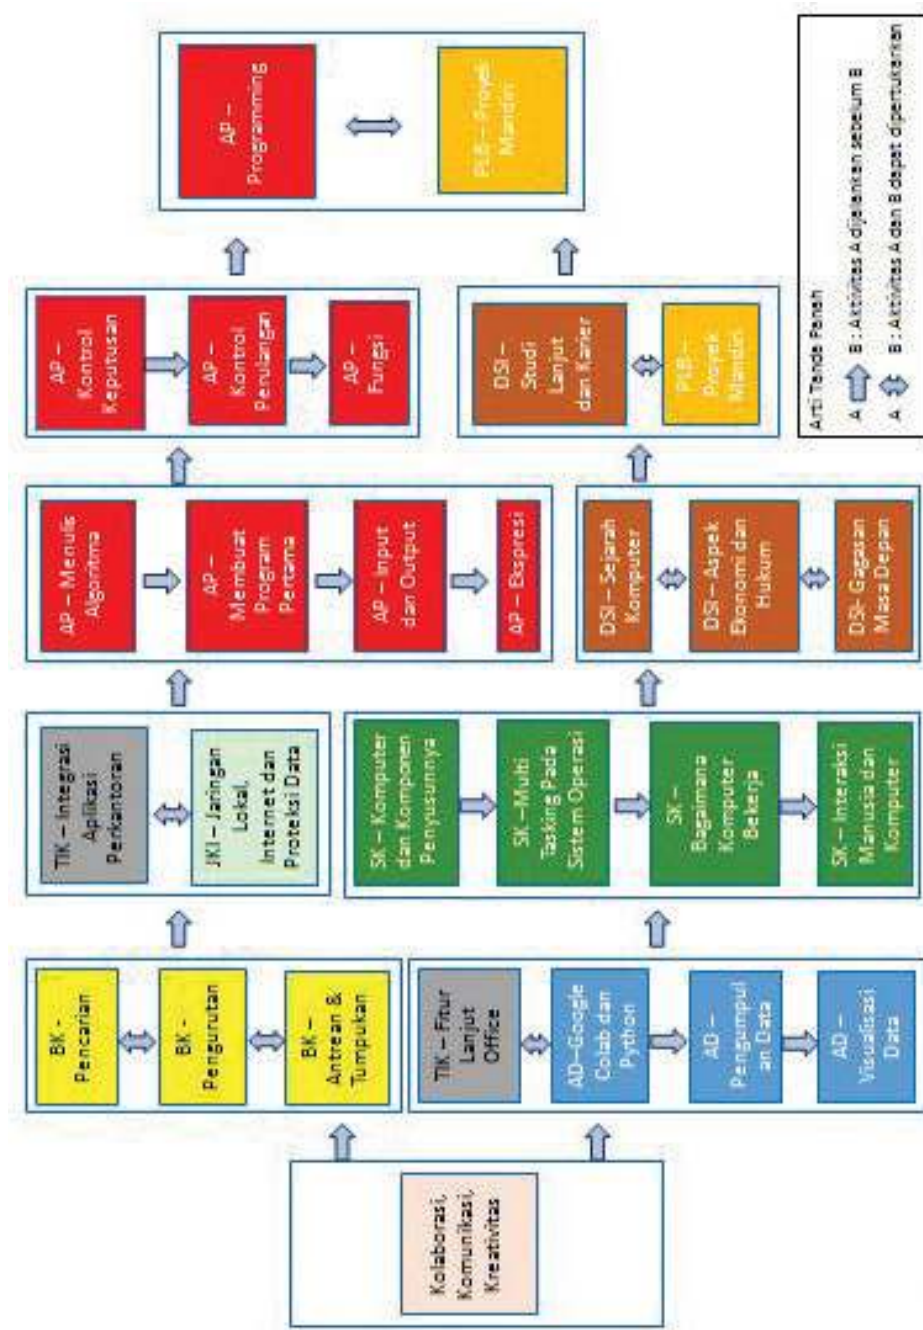 Kolaborasi,
Komunikasi,
Kreativitas
BK -
Pencarian
BK -
Pengurutan
BK –
Antrean &
Tumpukan
TIK – Fitur
Lanjut
Office
AD–Google
Colab dan
Python
AD –
Pengumpul
an Data
AD –
Visualisasi
Data
TIK – Integrasi
Aplikasi
Perkantoran
JKI – Jaringan
Lokal,
Internet dan
Proteksi Data
SK – Komputer
dan Komponen
Penyusunnya
SK –Multi
Tasking Pada
Sistem Operasi
SK –
Bagaimana
Komputer
Bekerja
SK – Interaksi
Manusia dan
Komputer
AP – Menulis
Algoritma
AP –
Membuat
Program
Pertama
AP – Input
dan Output
AP – Ekspresi
DSI – Sejarah
Komputer
DSI – Aspek
Ekonomi dan
Hukum
DSI– Gagasan
Masa Depan
AP –
Kontrol
Keputusan
AP –
Kontrol
Perulangan
AP –
Fungsi
DSI –
Studi
Lanjut
dan Karier
PLB –
Proyek
Mandiri
AP –
Programming
PLB – Proyek
Mandiri
Arti Tanda Panah
A B : Aktivitas A dijalankan sebelum B
A B : Aktivitas A dan B dapat dipertukarkan